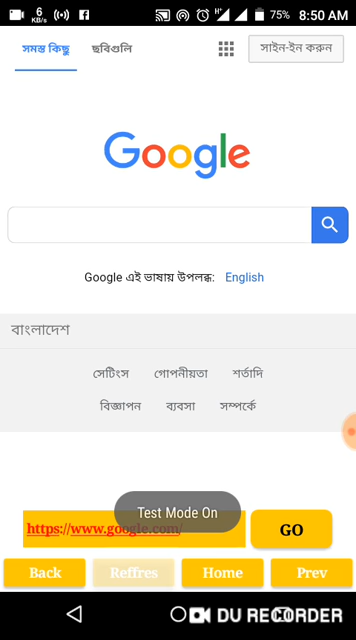 6 KB/s H+ 75% 8:50 AM
সমস্ত কিছু ছবিগুলি সাইন-ইন করুন
Google
Google এই ভাষায় উপলব্ধ: English
বাংলাদেশ
সেটিংস গোপনীয়তা শর্তাদি
বিজ্ঞাপন ব্যবসা সম্পর্কে
Test Mode On
https://www.google.com/ GO
Back Reffres Home Prev
DU RECORDER